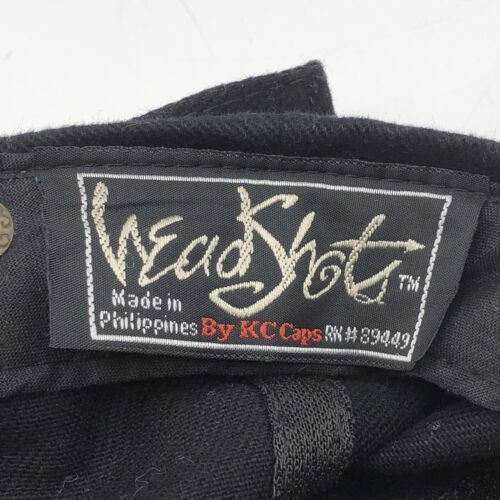 HeadShots™
Made in
Philippines By KC Caps RN#89449